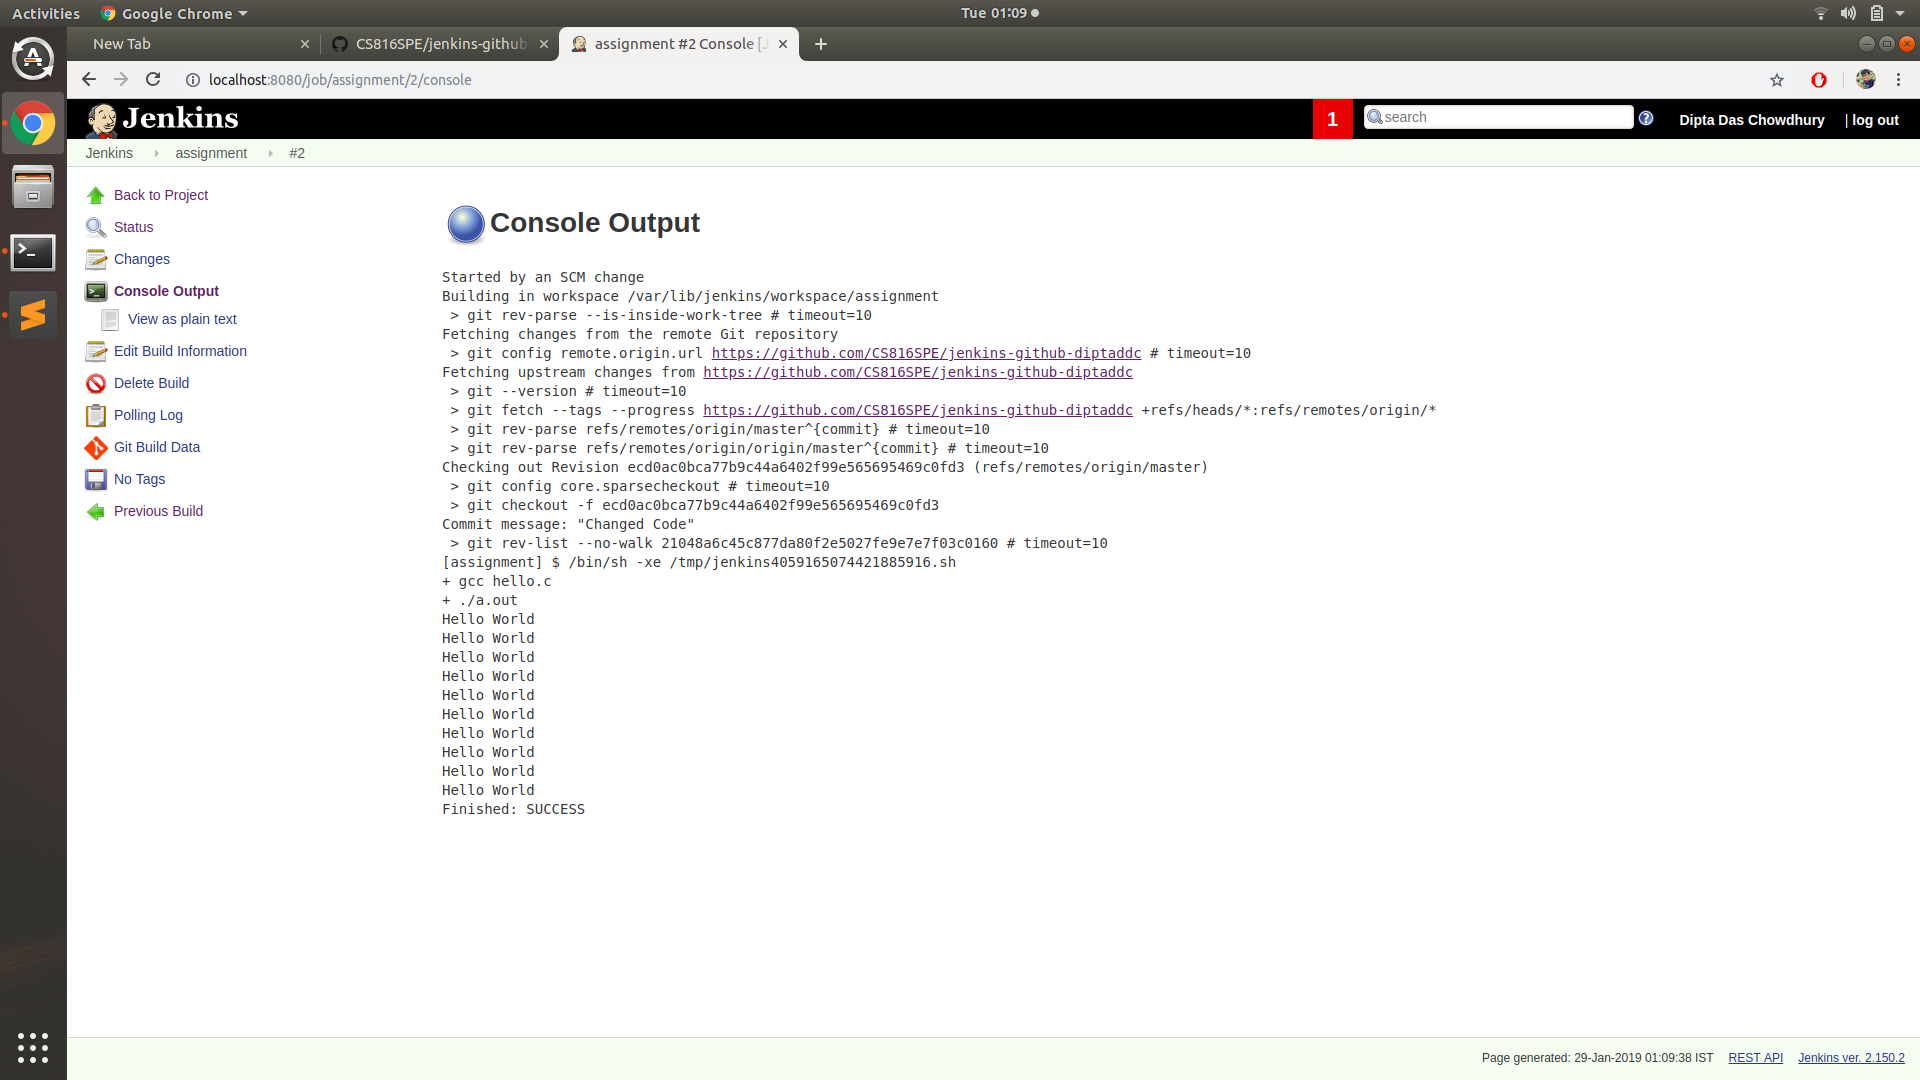 Activities Google Chrome Tue 01:09
New Tab CS816SPE/jenkins-github assignment #2 Console [J
localhost:8080/job/assignment/2/console
Jenkins 1 search Dipta Das Chowdhury | log out
Jenkins assignment #2
Back to Project
Status
Changes
Console Output
View as plain text
Edit Build Information
Delete Build
Polling Log
Git Build Data
No Tags
Previous Build
Console Output
Started by an SCM change
Building in workspace /var/lib/jenkins/workspace/assignment
> git rev-parse --is-inside-work-tree # timeout=10
Fetching changes from the remote Git repository
> git config remote.origin.url https://github.com/CS816SPE/jenkins-github-diptaddc # timeout=10
Fetching upstream changes from https://github.com/CS816SPE/jenkins-github-diptaddc
> git --version # timeout=10
> git fetch --tags --progress https://github.com/CS816SPE/jenkins-github-diptaddc +refs/heads/*:refs/remotes/origin/*
> git rev-parse refs/remotes/origin/master^{commit} # timeout=10
> git rev-parse refs/remotes/origin/origin/master^{commit} # timeout=10
Checking out Revision ecd0ac0bca77b9c44a6402f99e565695469c0fd3 (refs/remotes/origin/master)
> git config core.sparsecheckout # timeout=10
> git checkout -f ecd0ac0bca77b9c44a6402f99e565695469c0fd3
Commit message: "Changed Code"
> git rev-list --no-walk 21048a6c45c877da80f2e5027fe9e7e7f03c0160 # timeout=10
[assignment] $ /bin/sh -xe /tmp/jenkins4059165074421885916.sh
+ gcc hello.c
+ ./a.out
Hello World
Hello World
Hello World
Hello World
Hello World
Hello World
Hello World
Hello World
Hello World
Hello World
Finished: SUCCESS
Page generated: 29-Jan-2019 01:09:38 IST REST API Jenkins ver. 2.150.2